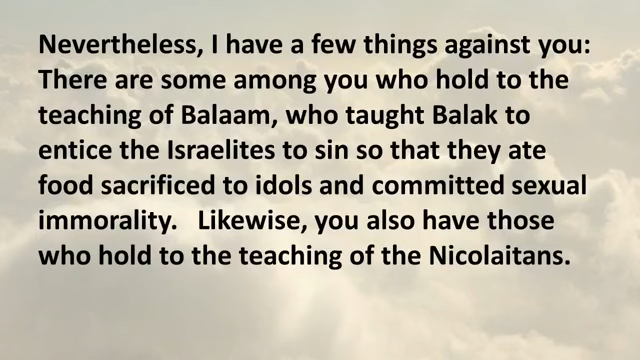 Nevertheless, I have a few things against you:
There are some among you who hold to the
teaching of Balaam, who taught Balak to
entice the Israelites to sin so that they ate
food sacrificed to idols and committed sexual
immorality.   Likewise, you also have those
who hold to the teaching of the Nicolaitans.